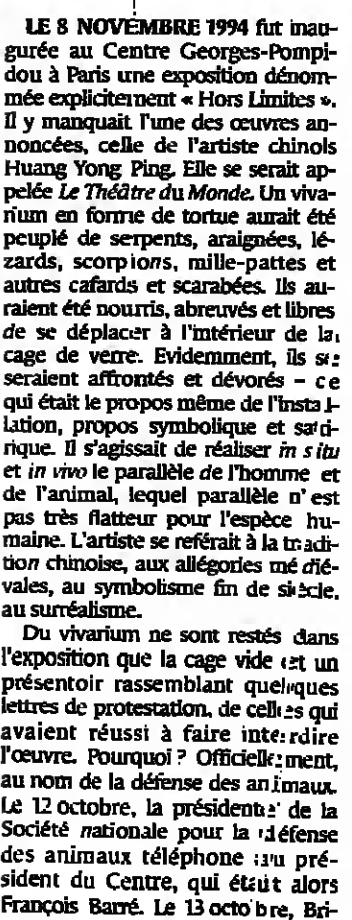 LE 8 NOVEMBRE 1994 fut inau-
gurée au Centre Georges-Pompi-
dou à Paris une exposition dénom-
mée explicitement « Hors Limites ».
Il y manquait l'une des œuvres an-
noncées, celle de l'artiste chinois
Huang Yong Ping. Elle se serait ap-
pelée Le Théâtre du Monde. Un viva-
rium en forme de tortue aurait été
peuplé de serpents, araignées, lé-
zards, scorpions, mille-pattes et
autres cafards et scarabées. Ils au-
raient été nourris, abreuvés et libres
de se déplacer à l'intérieur de la
cage de verre. Evidemment, ils se
seraient affrontés et dévorés – ce
qui était le propos même de l'instal-
lation, propos symbolique et sati-
rique. Il s'agissait de réaliser in situ
et in vivo le parallèle de l'homme et
de l'animal, lequel parallèle n'est
pas très flatteur pour l'espèce hu-
maine. L'artiste se référait à la tradi-
tion chinoise, aux allégories médié-
vales, au symbolisme fin de siècle,
au surréalisme.
Du vivarium ne sont restés dans
l'exposition que la cage vide et un
présentoir rassemblant quelques
lettres de protestation, de celles qui
avaient réussi à faire interdire
l'œuvre. Pourquoi ? Officiellement,
au nom de la défense des animaux.
Le 12 octobre, la présidente de la
Société nationale pour la défense
des animaux téléphone au pré-
sident du Centre, qui était alors
François Barré. Le 13 octobre, Bri-